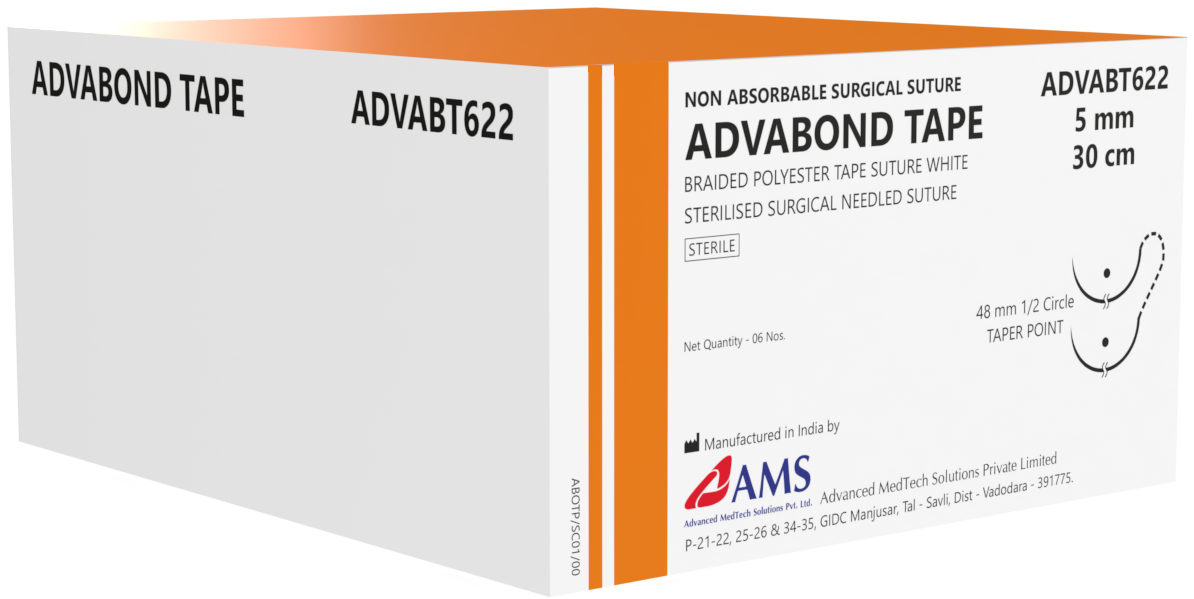 ADVABOND TAPE
ADVABT622
NON ABSORBABLE SURGICAL SUTURE
ADVABOND TAPE
BRAIDED POLYESTER TAPE SUTURE WHITE
STERILISED SURGICAL NEEDLED SUTURE
STERILE
ADVABT622
5 mm
30 cm
48 mm 1/2 Circle
TAPER POINT
Net Quantity - 06 Nos.
Manufactured in India by
AMS
Advanced MedTech Solutions Pvt. Ltd.
Advanced MedTech Solutions Private Limited
P-21-22, 25-26 & 34-35, GIDC Manjusar, Tal - Savli, Dist - Vadodara - 391775.
ABOTP/SC01/00